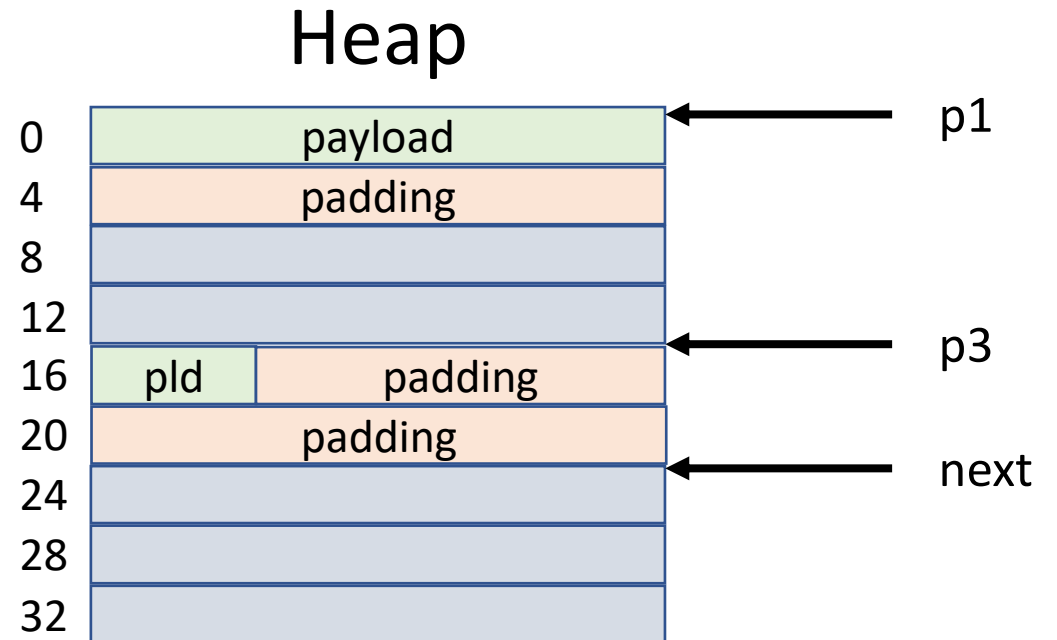 Heap
0 payload p1
4 padding
8
12
16 pld padding p3
20 padding
24 next
28
32